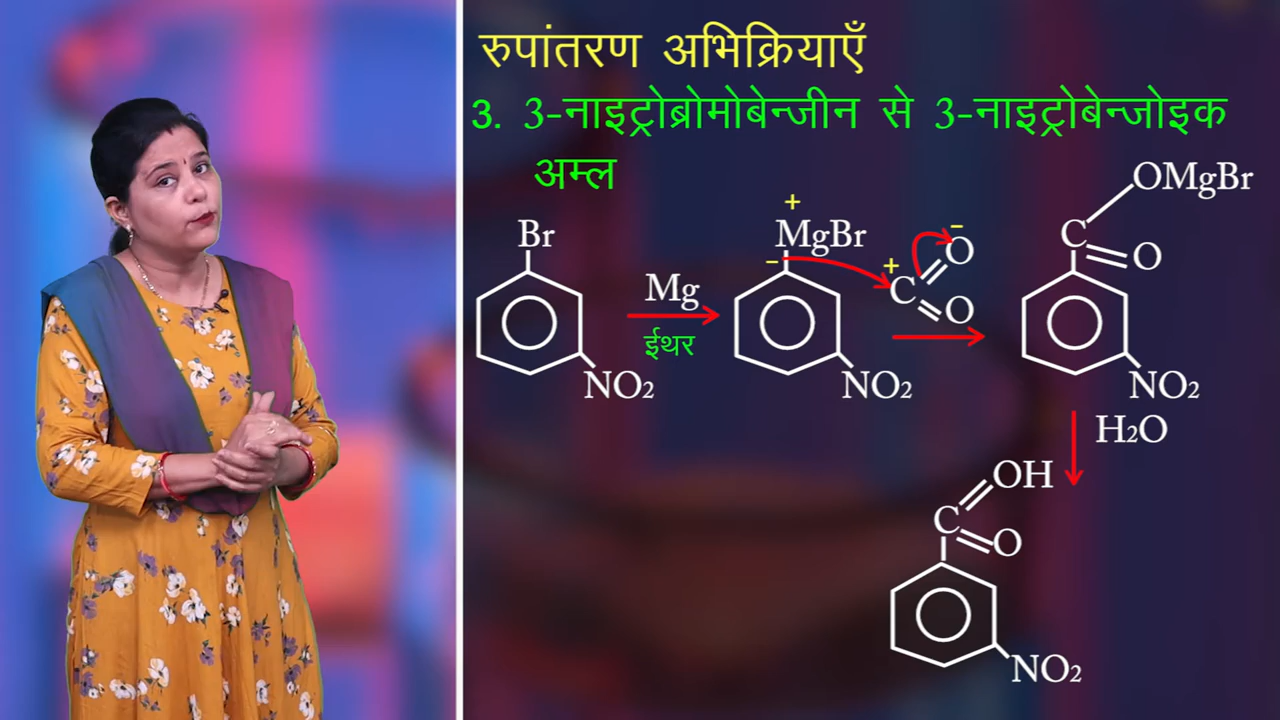 रुपांतरण अभिक्रियाएँ
3. 3-नाइट्रोब्रोमोबेन्जीन से 3-नाइट्रोबेन्जोइक
अम्ल
Br
NO2
Mg
ईथर
+
MgBr
-
NO2
+
C
-
O
O
OMgBr
C
O
NO2
H2O
OH
C
O
NO2